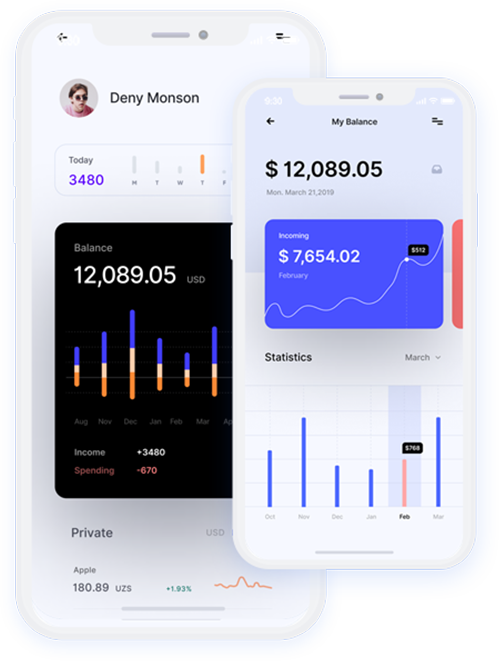 Deny Monson
Today
3480
M T W T F
Balance
12,089.05 USD
Aug Nov Dec Jan Feb Mar
Income +3480
Spending -670
Private USD
Apple
180.89 UZS +1.93%
9:30
My Balance
$ 12,089.05
Mon. March 21,2019
Incoming
$ 7,654.02
February
$512
Statistics March
$768
Oct Nov Dec Jan Feb Mar